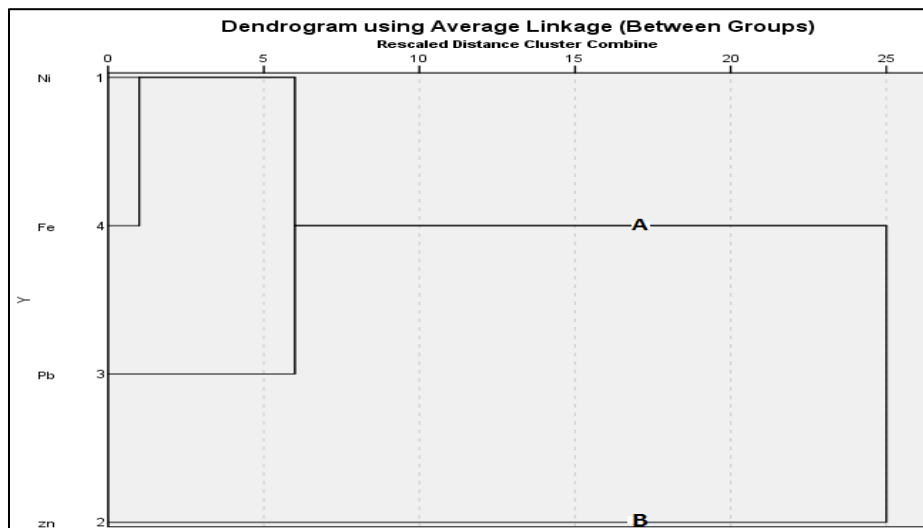 Dendrogram using Average Linkage (Between Groups)
Rescaled Distance Cluster Combine
0 5 10 15 20 25
Ni 1
Fe 4
A
Y
Pb 3
zn 2
B